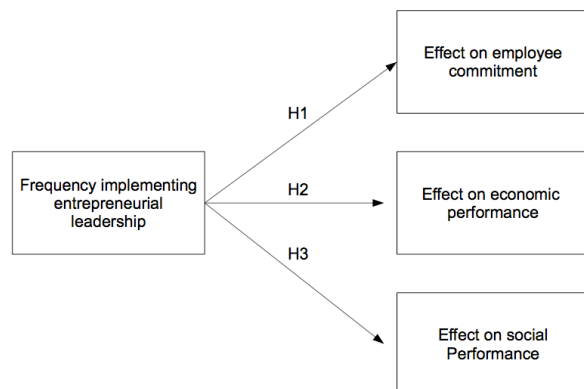 Effect on employee
commitment
H1
Frequency implementing
entrepreneurial
leadership
H2
Effect on economic
performance
H3
Effect on social
Performance